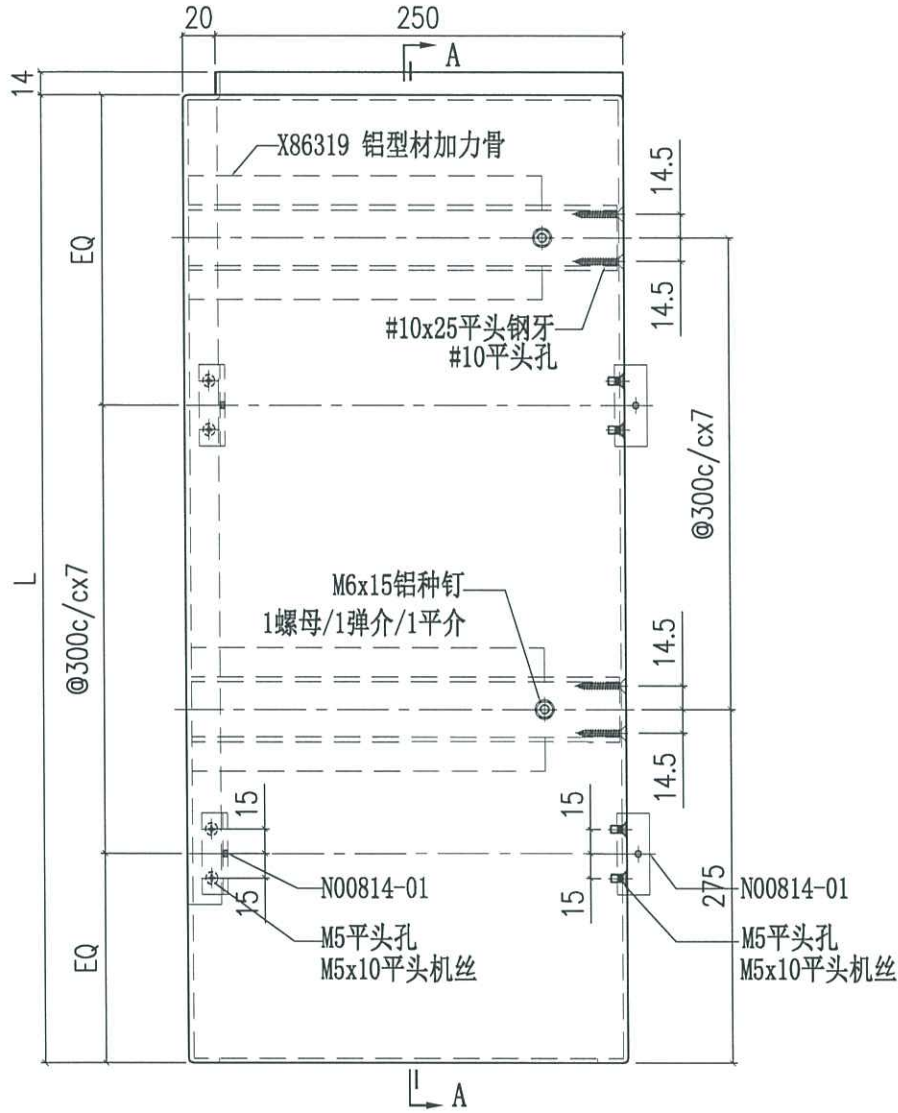 20
250
A
14
X86319 铝型材加力骨
14.5
EQ
14.5
#10x25平头钢牙
#10平头孔
@300c/cx7
L
M6x15铝种钉
1螺母/1弹介/1平介
@300c/cx7
14.5
14.5
15
15
15
15
N00814-01
275
N00814-01
M5平头孔
M5x10平头机丝
M5平头孔
M5x10平头机丝
EQ
A